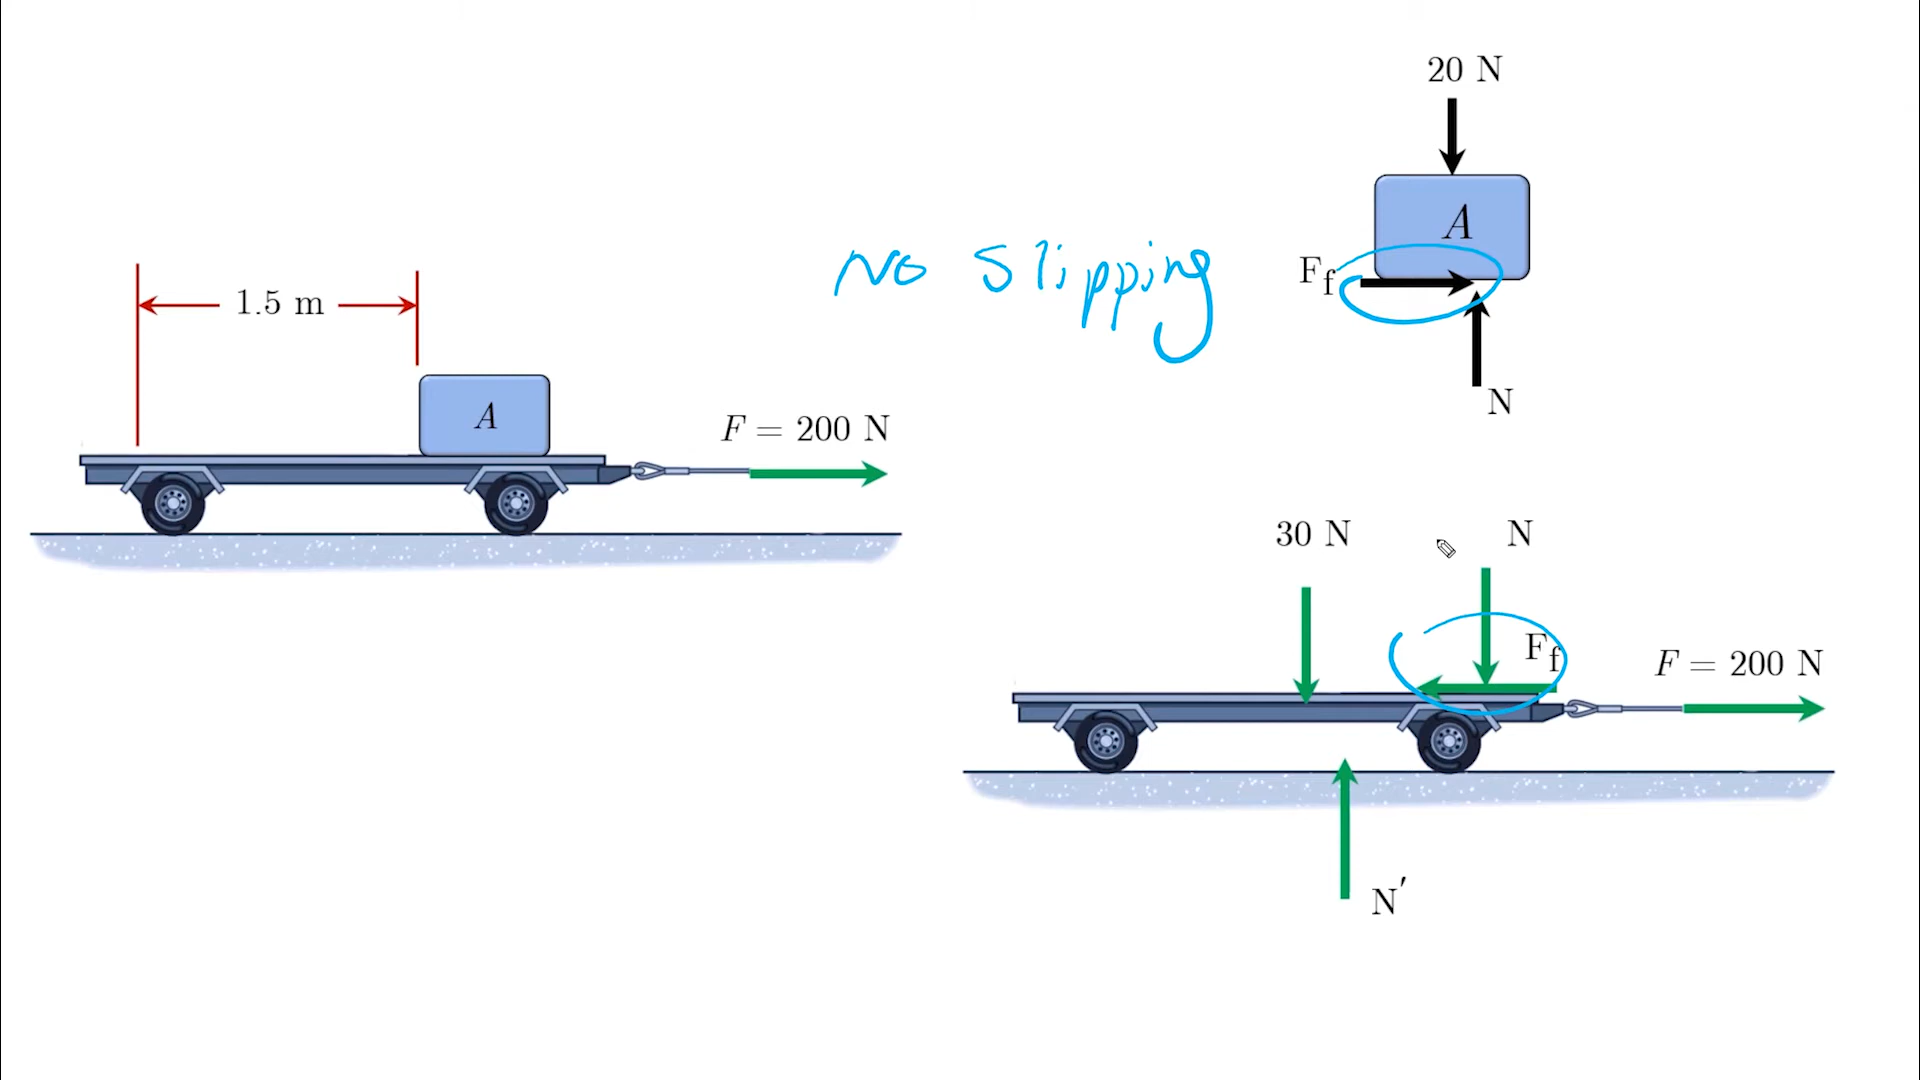 20 N
A
F_f
N
no slipping
1.5 m
A
F = 200 N
30 N
N
F_f
F = 200 N
N′